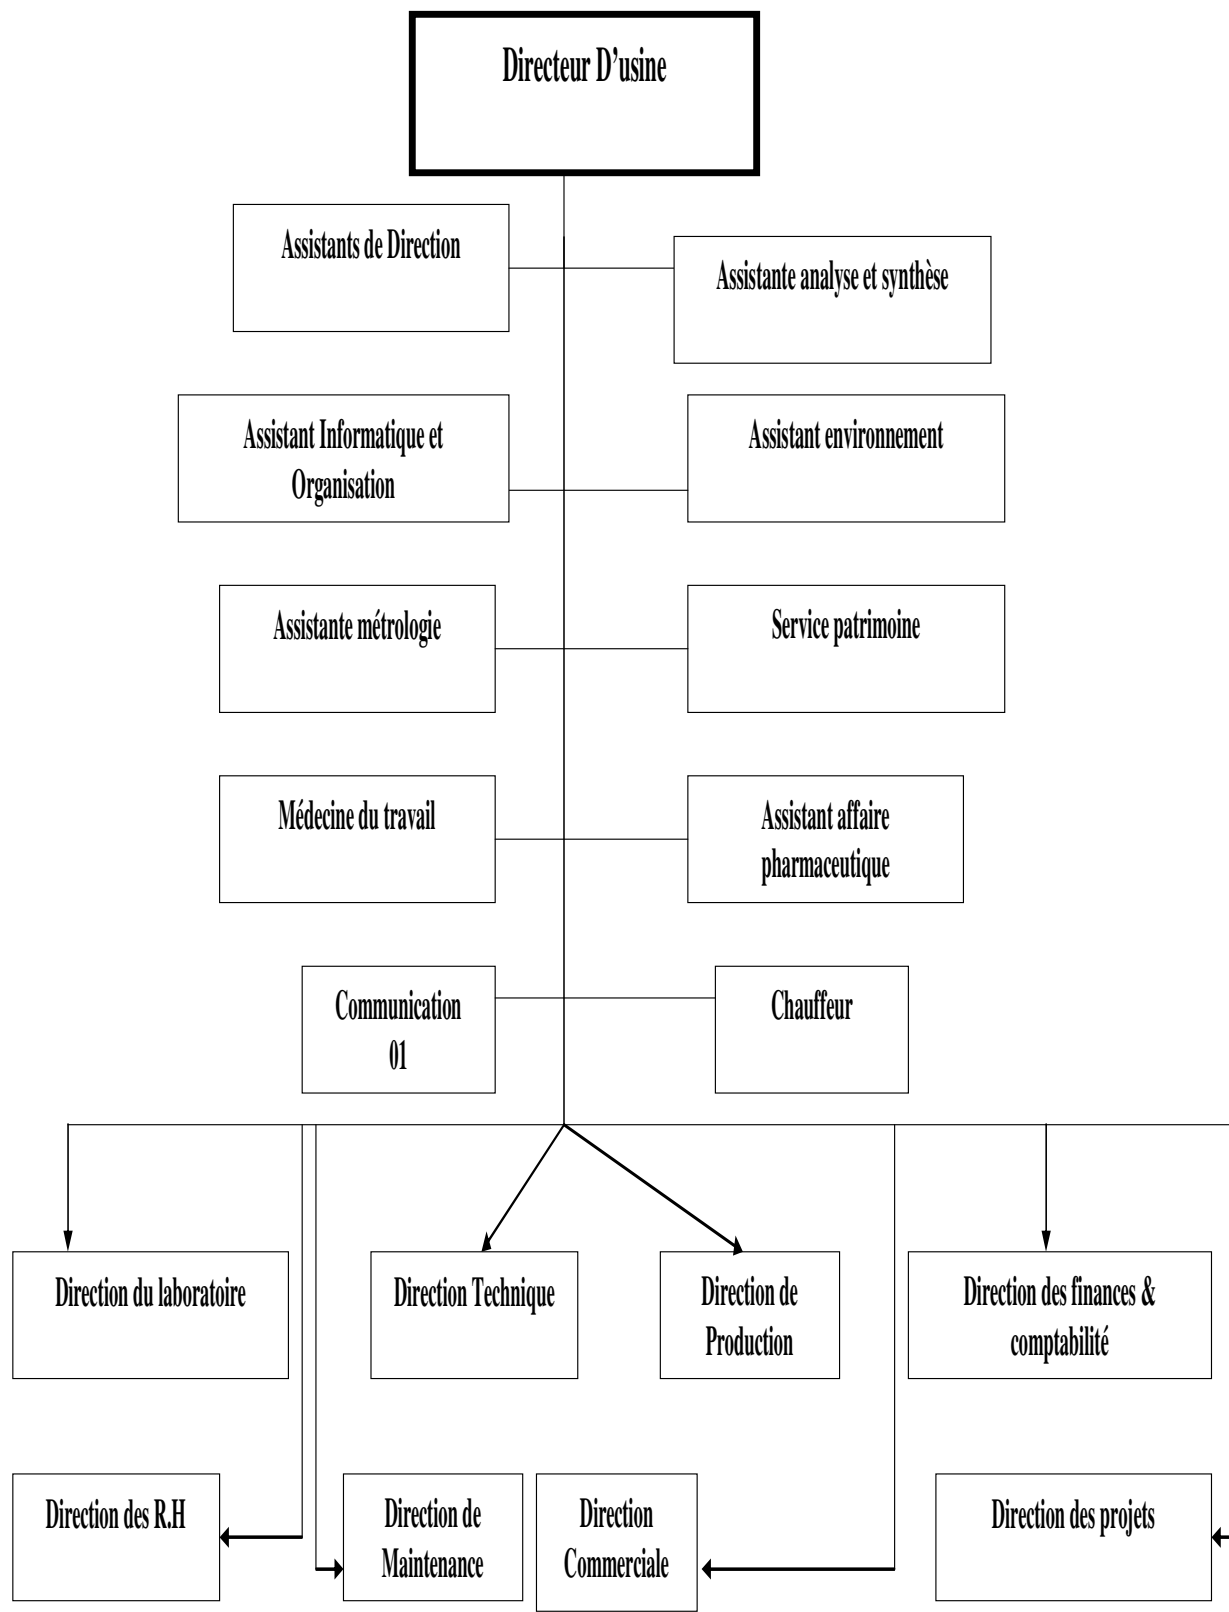 Directeur D'usine
Assistants de Direction
Assistante analyse et synthèse
Assistant Informatique et
Organisation
Assistant environnement
Assistante métrologie
Service patrimoine
Médecine du travail
Assistant affaire
pharmaceutique
Communication
01
Chauffeur
Direction du laboratoire
Direction Technique
Direction de
Production
Direction des finances &
comptabilité
Direction des R.H
Direction de
Maintenance
Direction
Commerciale
Direction des projets